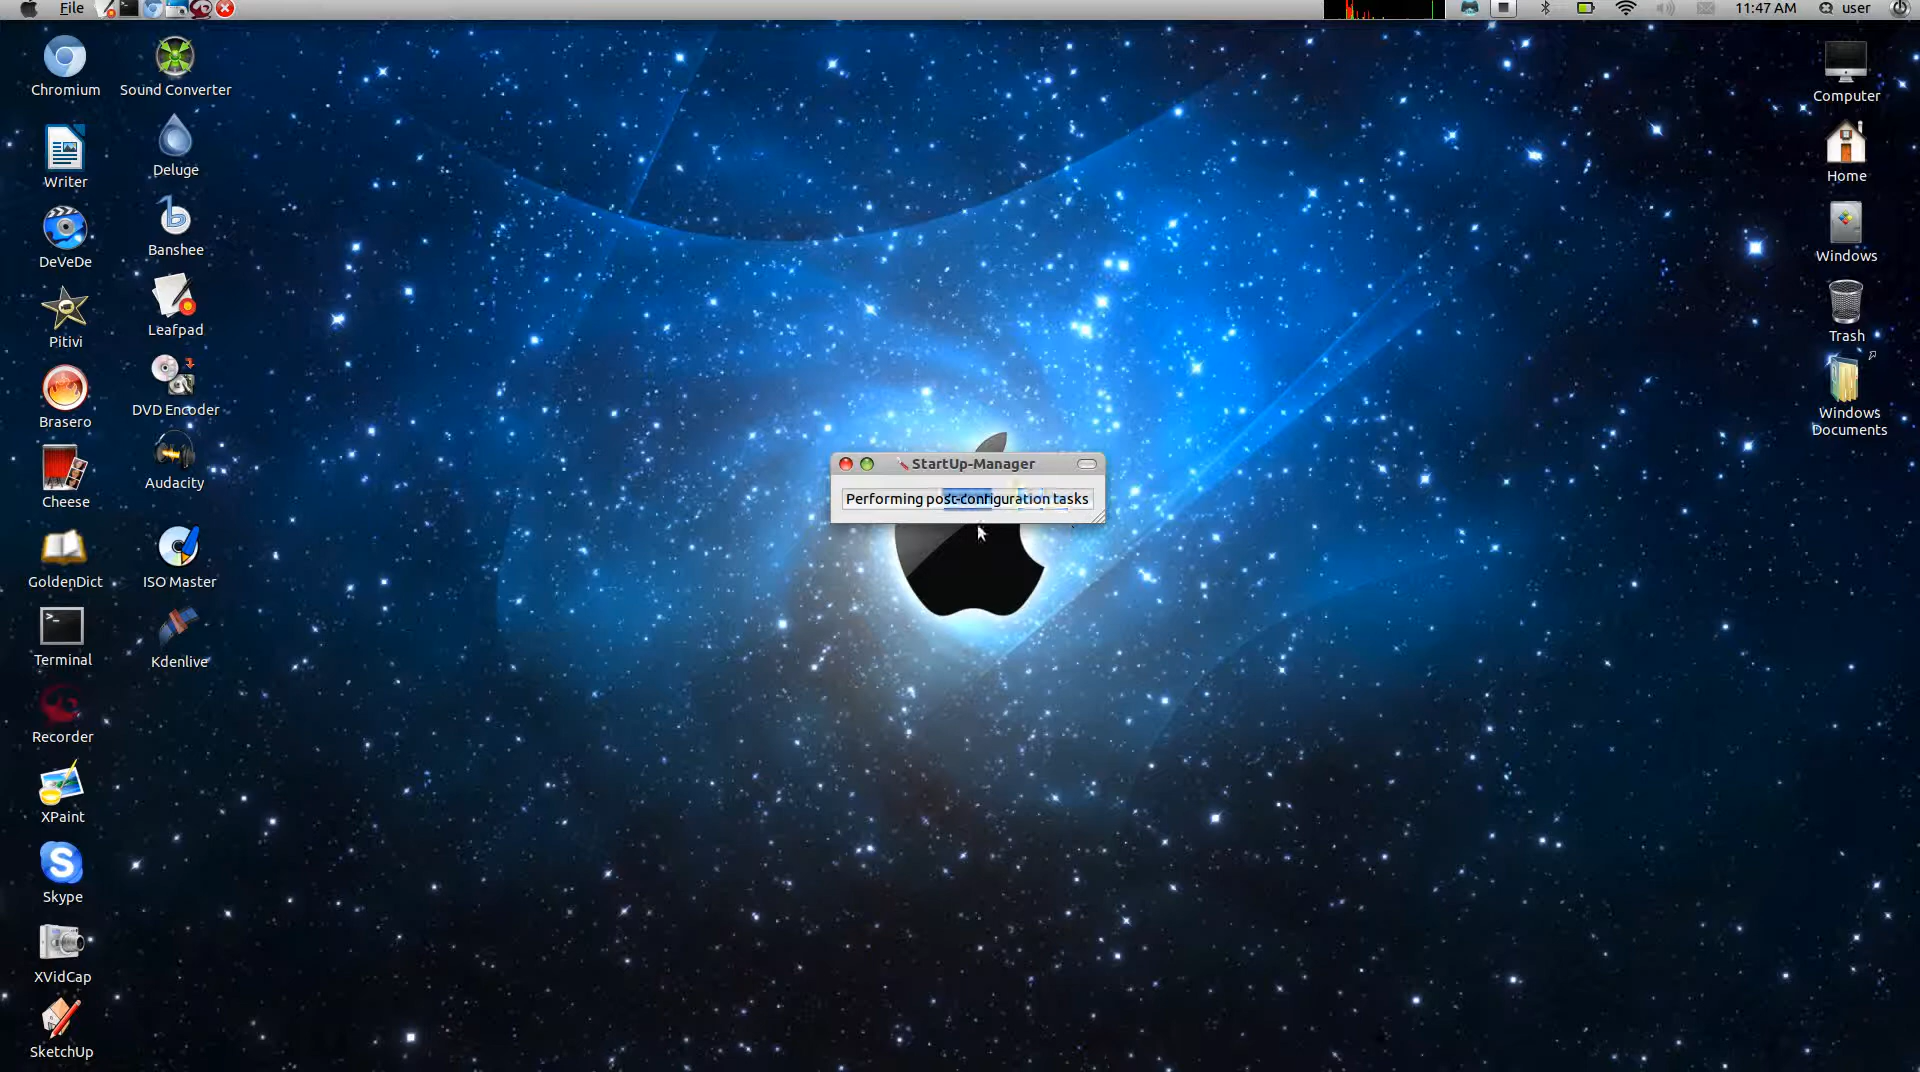 File
11:47 AM
user
Chromium
Sound Converter
Writer
Deluge
DeVeDe
Banshee
Pitivi
Leafpad
Brasero
DVD Encoder
Cheese
Audacity
GoldenDict
ISO Master
Terminal
Kdenlive
Recorder
XPaint
Skype
XVidCap
SketchUp
StartUp-Manager
Performing post-configuration tasks
Computer
Home
Windows
Trash
Windows
Documents